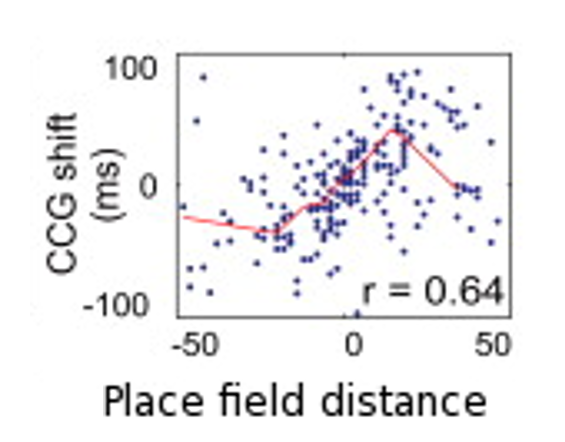 100
CCG shift
(ms)
0
-100
r = 0.64
-50
0
50
Place field distance